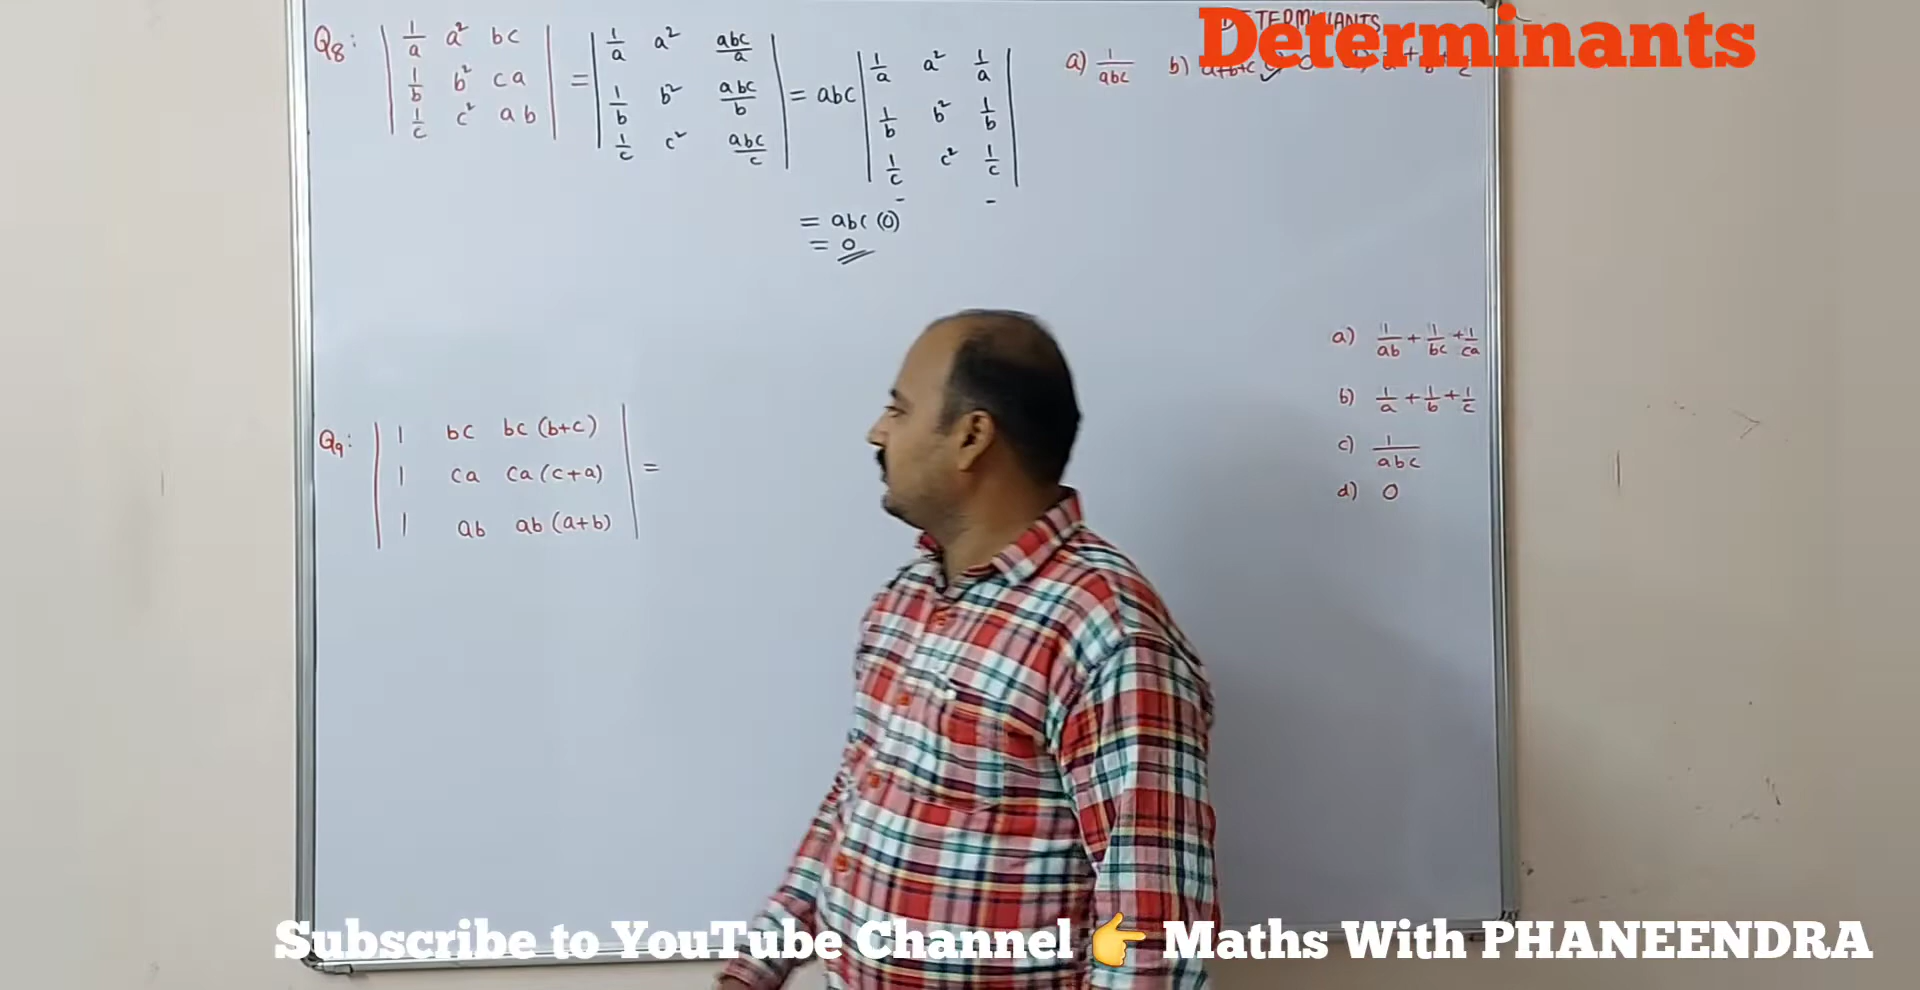 DETERMINANTS
Determinants
Q8: | 1/a a² bc | = | 1/a a² abc/a | = abc | 1/a a² 1/a |
| 1/b b² ca | | 1/b b² abc/b | | 1/b b² 1/b |
| 1/c c² ab | | 1/c c² abc/c | | 1/c c² 1/c |
= abc (0)
= 0
a) 1/abc b) a+b+c ✓ 0
Q9: | 1 bc bc (b+c) | =
| 1 ca ca (c+a) |
| 1 ab ab (a+b) |
a) 1/ab + 1/bc + 1/ca
b) 1/a + 1/b + 1/c
c) 1/abc
d) 0
Subscribe to YouTube Channel 👉 Maths With PHANEENDRA